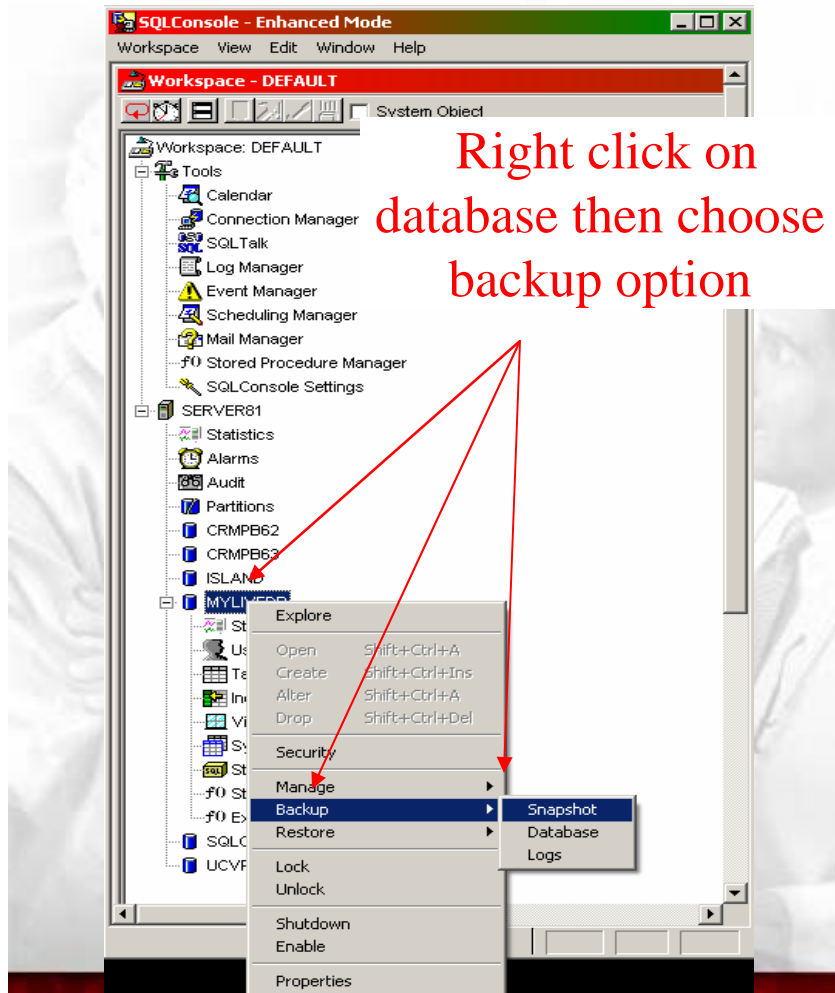 SQLConsole - Enhanced Mode
Workspace View Edit Window Help
Workspace - DEFAULT
System Object
Right click on
database then choose
backup option
Workspace: DEFAULT
Tools
Calendar
Connection Manager
SQLTalk
Log Manager
Event Manager
Scheduling Manager
Mail Manager
f() Stored Procedure Manager
SQLConsole Settings
SERVER81
Statistics
Alarms
Audit
Partitions
CRMPB62
CRMPB63
ISLAND
MYLIVEDB
Explore
Open Shift+Ctrl+A
Create Shift+Ctrl+Ins
Alter Shift+Ctrl+A
Drop Shift+Ctrl+Del
Security
Manage
Backup
Restore
Snapshot
Database
Logs
Lock
Unlock
Shutdown
Enable
Properties